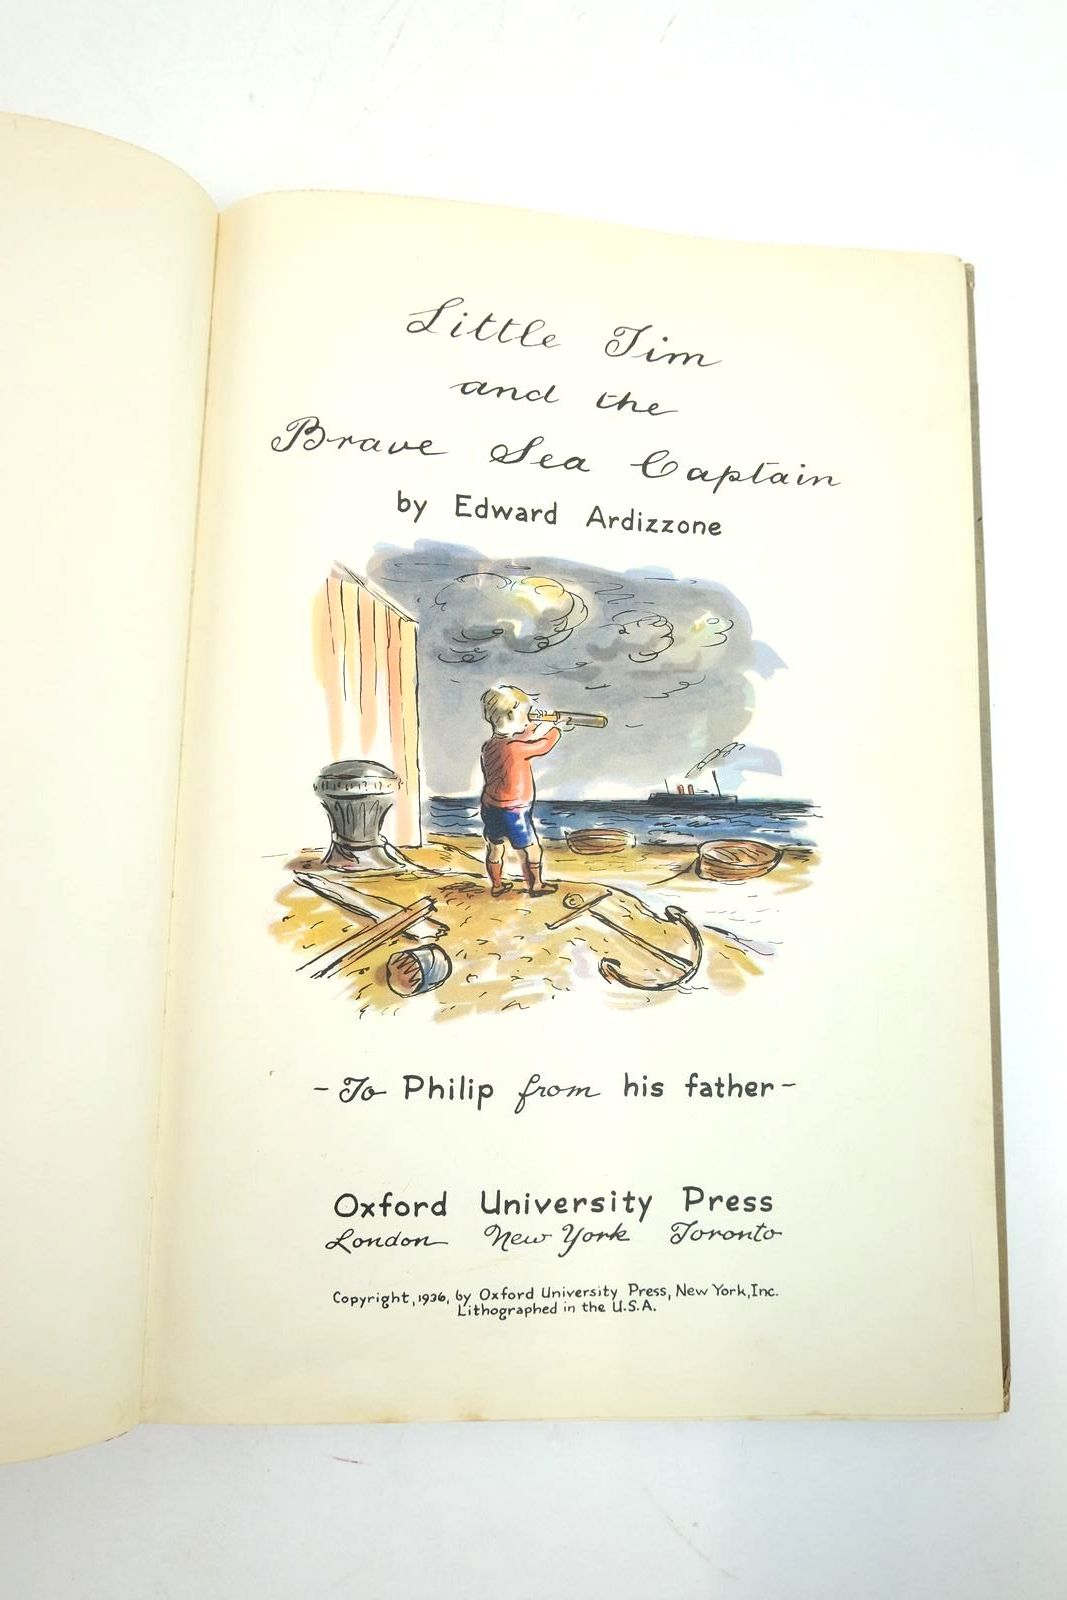 Little Tim
and the
Brave Sea Captain
by Edward Ardizzone
- To Philip from his father -
Oxford University Press
London New York Toronto
Copyright, 1936, by Oxford University Press, New York, Inc.
Lithographed in the U.S.A.